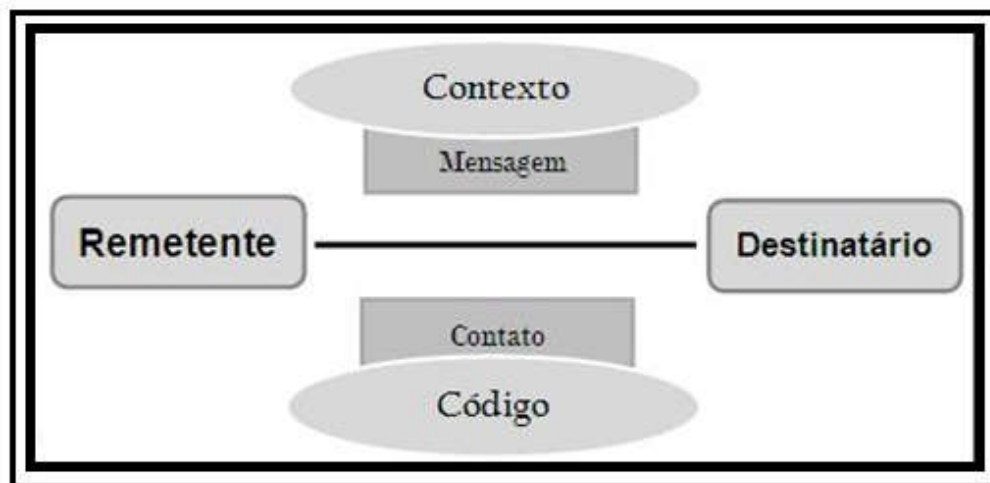 Contexto
Mensagem
Remetente
Destinatário
Contato
Código